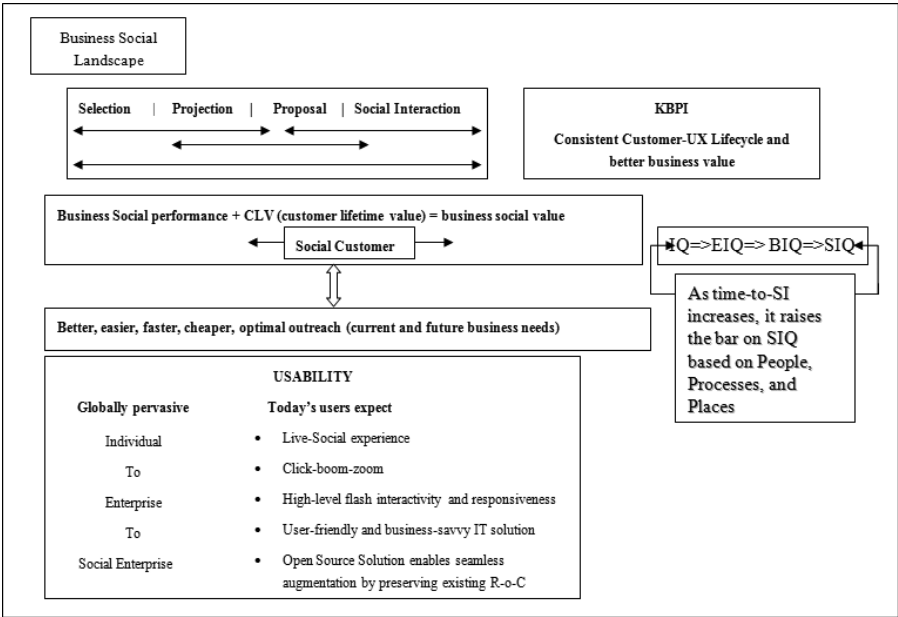 Business Social
Landscape
Selection | Projection | Proposal | Social Interaction
KBPI
Consistent Customer-UX Lifecycle and
better business value
Business Social performance + CLV (customer lifetime value) = business social value
Social Customer
IQ=>EIQ=> BIQ=>SIQ
As time-to-SI
increases, it raises
the bar on SIQ
based on People,
Processes, and
Places
Better, easier, faster, cheaper, optimal outreach (current and future business needs)
USABILITY
Globally pervasive
Individual
To
Enterprise
To
Social Enterprise
Today's users expect
• Live-Social experience
• Click-boom-zoom
• High-level flash interactivity and responsiveness
• User-friendly and business-savvy IT solution
• Open Source Solution enables seamless
augmentation by preserving existing R-o-C